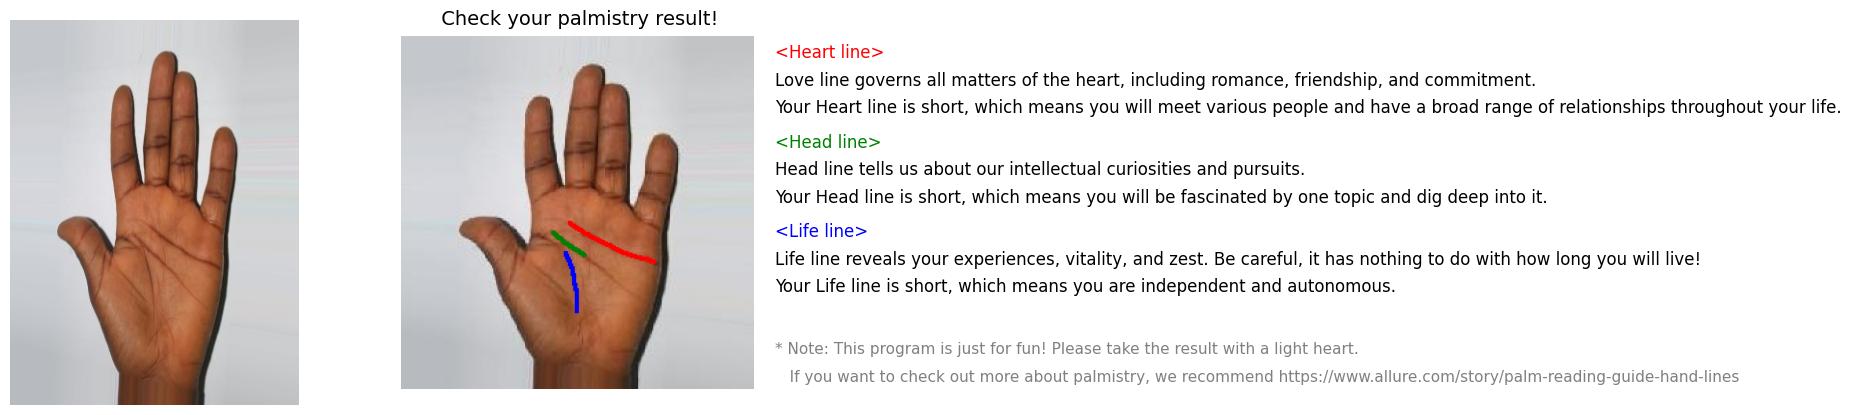 Check your palmistry result!
<Heart line>
Love line governs all matters of the heart, including romance, friendship, and commitment.
Your Heart line is short, which means you will meet various people and have a broad range of relationships throughout your life.
<Head line>
Head line tells us about our intellectual curiosities and pursuits.
Your Head line is short, which means you will be fascinated by one topic and dig deep into it.
<Life line>
Life line reveals your experiences, vitality, and zest. Be careful, it has nothing to do with how long you will live!
Your Life line is short, which means you are independent and autonomous.
* Note: This program is just for fun! Please take the result with a light heart.
If you want to check out more about palmistry, we recommend https://www.allure.com/story/palm-reading-guide-hand-lines